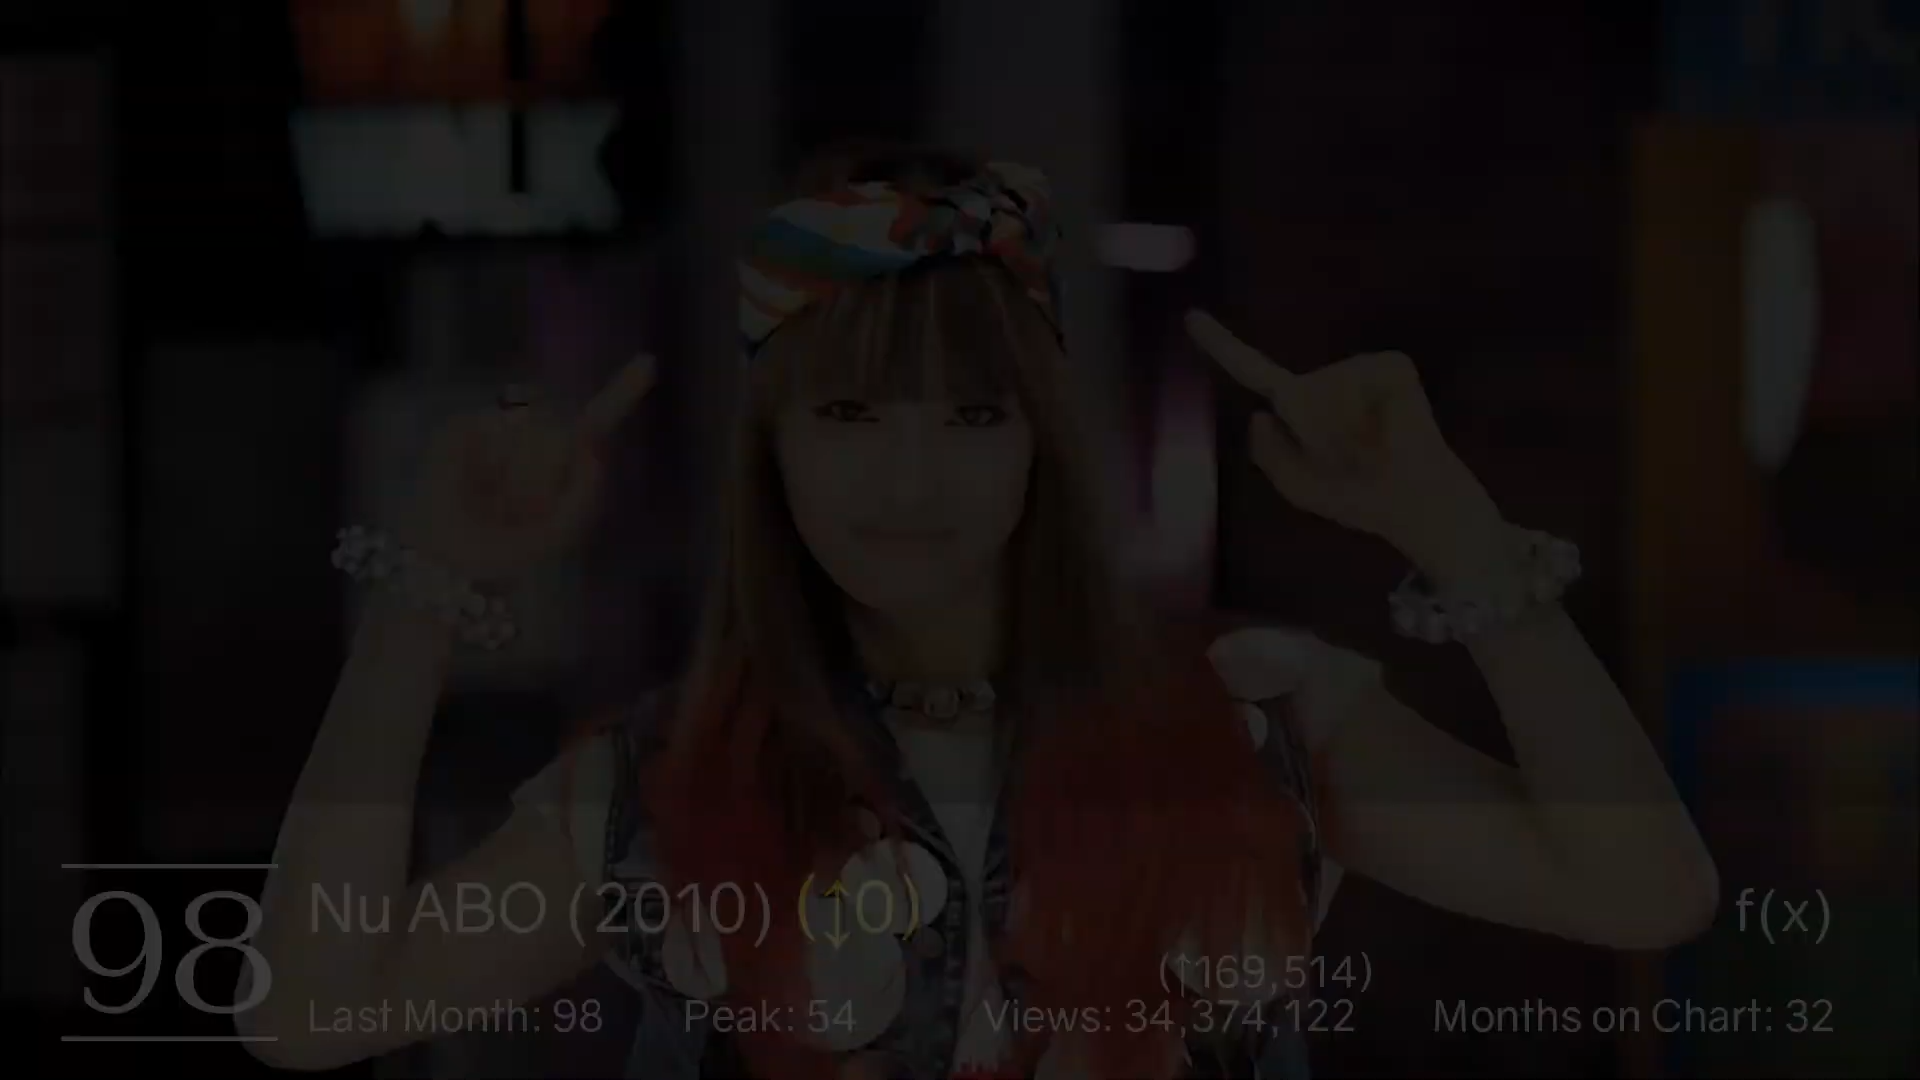 98
Nu ABO (2010) (↕0)
f(x)
(↑169,514)
Last Month: 98 Peak: 54 Views: 34,374,122 Months on Chart: 32